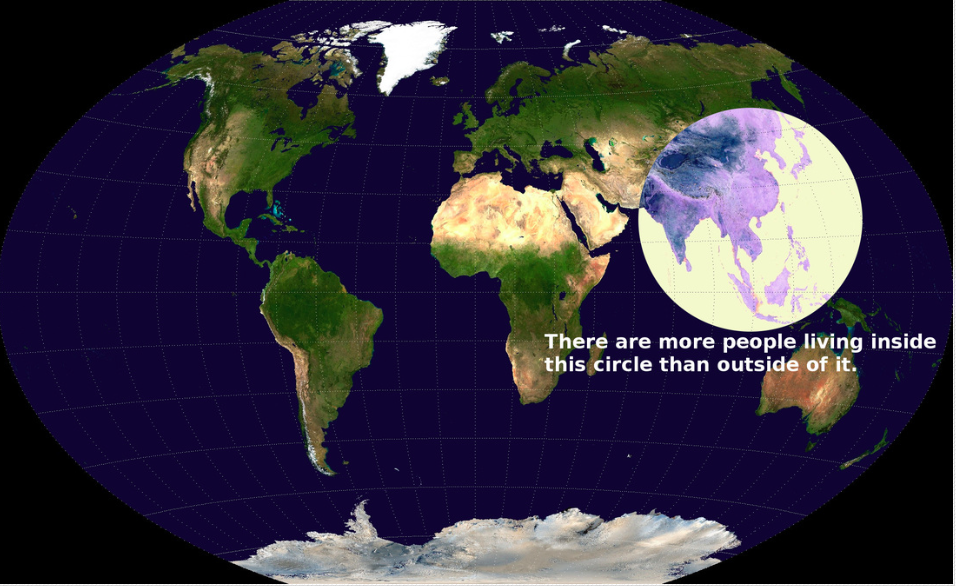 There are more people living inside
this circle than outside of it.